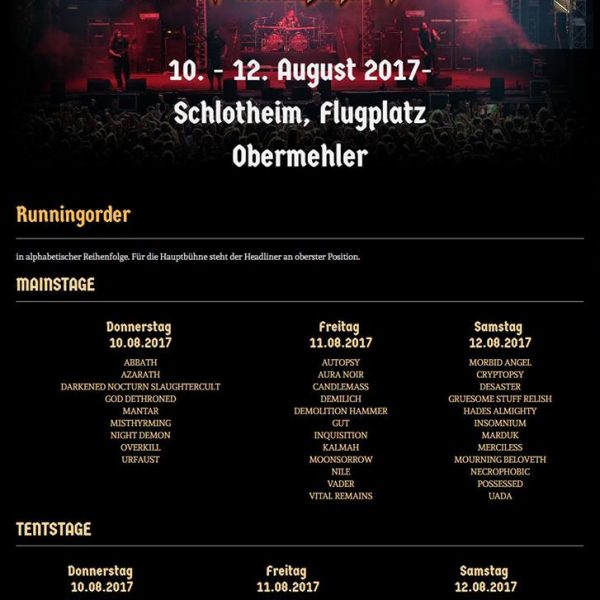 10. - 12. August 2017-
Schlotheim, Flugplatz
Obermehler
Runningorder
in alphabetischer Reihenfolge. Für die Hauptbühne steht der Headliner an oberster Position.
MAINSTAGE
Donnerstag
10.08.2017
ABBATH
AZARATH
DARKENED NOCTURN SLAUGHTERCULT
GOD DETHRONED
MANTAR
MISTHYRMING
NIGHT DEMON
OVERKILL
URFAUST
Freitag
11.08.2017
AUTOPSY
AURA NOIR
CANDLEMASS
DEMILICH
DEMOLITION HAMMER
GUT
INQUISITION
KALMAH
MOONSORROW
NILE
VADER
VITAL REMAINS
Samstag
12.08.2017
MORBID ANGEL
CRYPTOPSY
DESASTER
GRUESOME STUFF RELISH
HADES ALMIGHTY
INSOMNIUM
MARDUK
MERCILESS
MOURNING BELOVETH
NECROPHOBIC
POSSESSED
UADA
TENTSTAGE
Donnerstag
10.08.2017
Freitag
11.08.2017
Samstag
12.08.2017